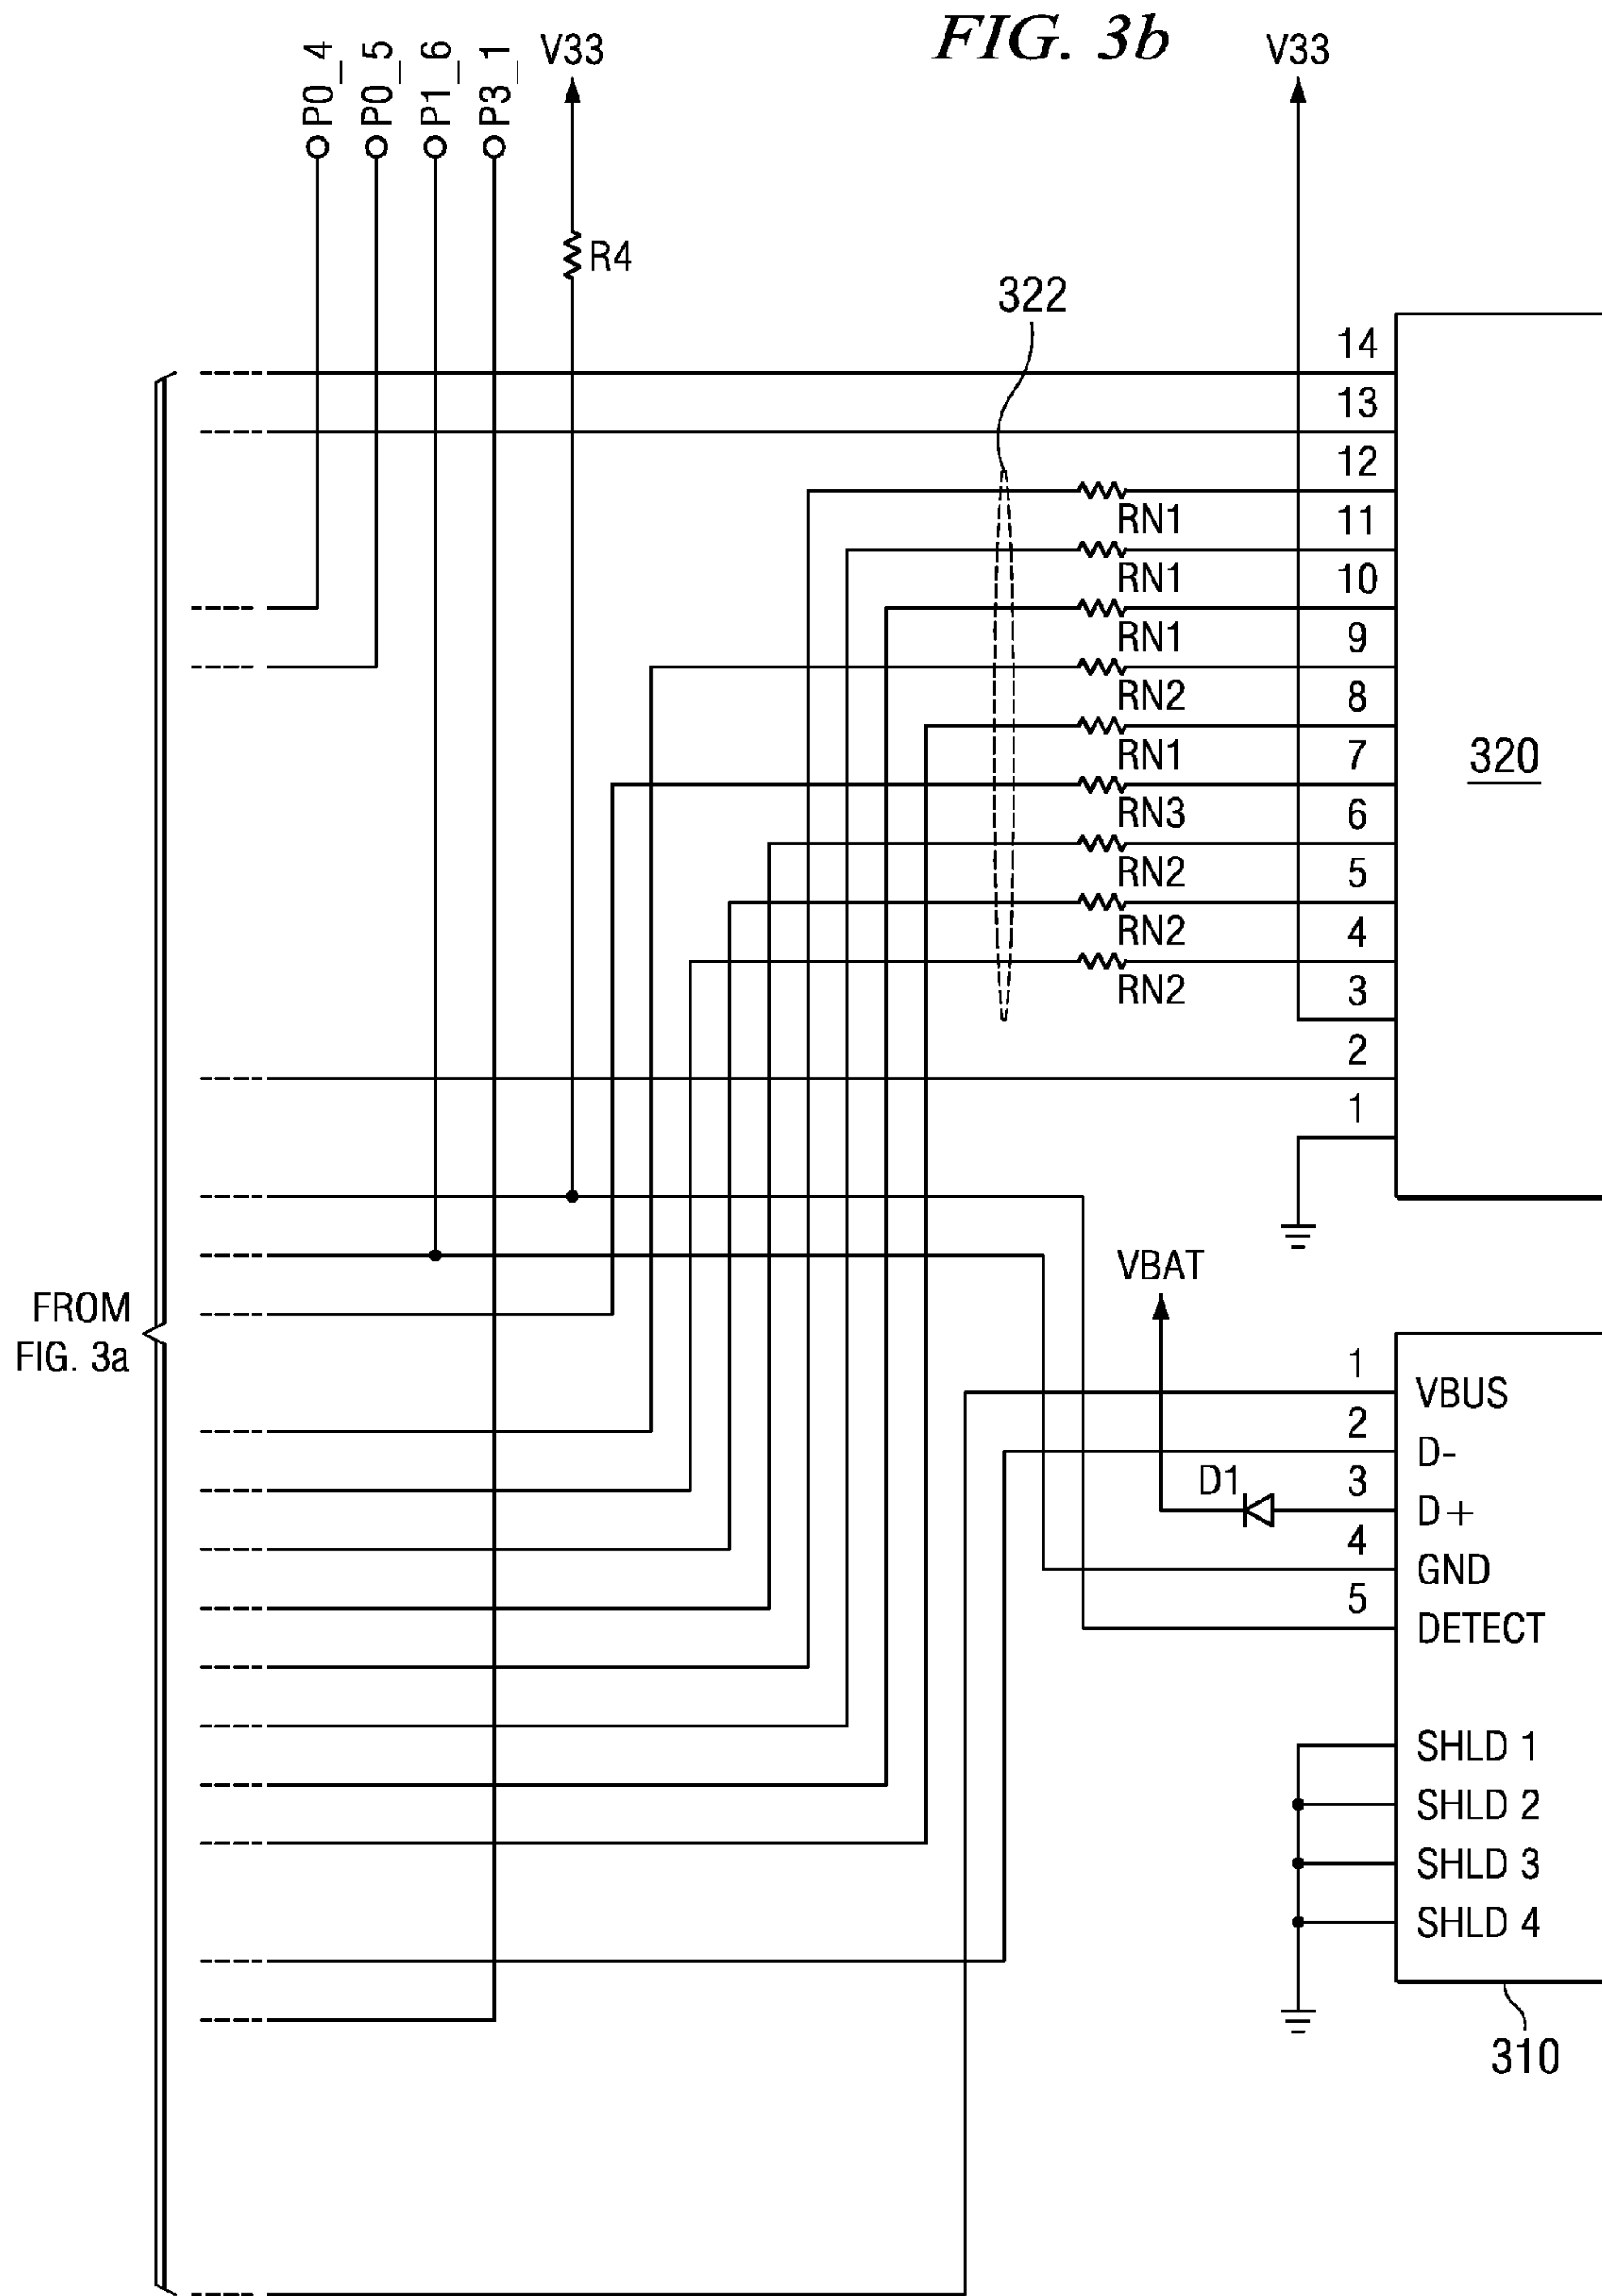 FIG. 3b
P0_4
P0_5
P1_6
P3_1
V33
V33
R4
322
14
13
12
RN1
11
RN1
10
RN1
9
RN2
8
RN1
7
320
RN3
6
RN2
5
RN2
4
RN2
3
2
1
VBAT
FROM
FIG. 3a
1
VBUS
2
D-
D1
3
D+
4
GND
5
DETECT
SHLD 1
SHLD 2
SHLD 3
SHLD 4
310